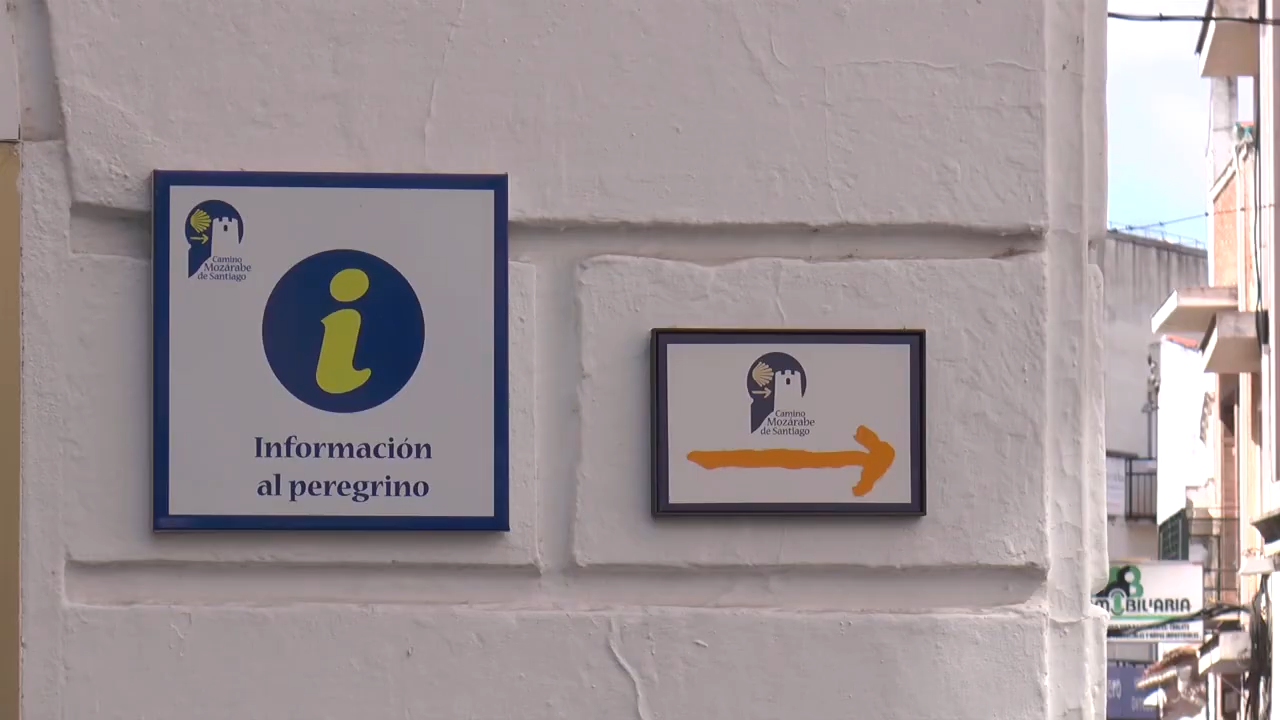 Camino
Mozárabe
de Santiago
i
Información
al peregrino
Camino
Mozárabe
de Santiago
MOBILIARIA